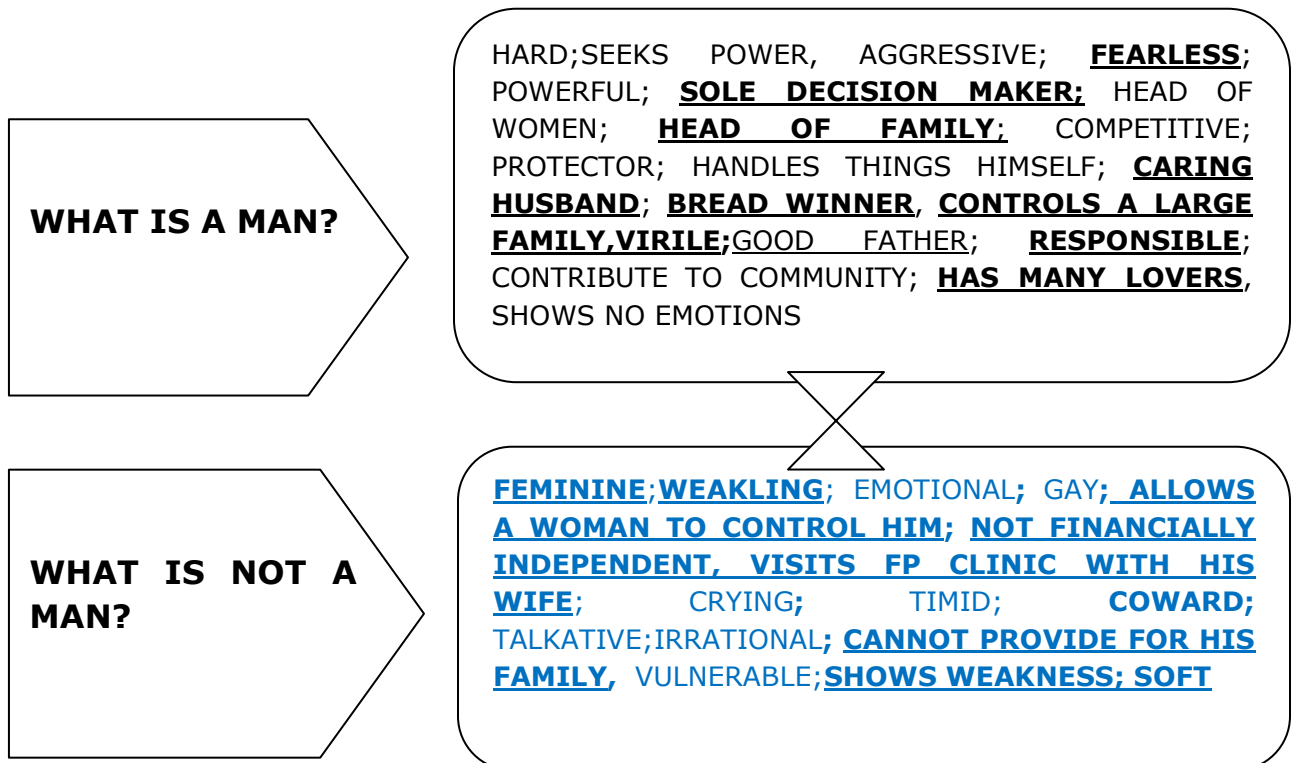 WHAT IS A MAN?
HARD;SEEKS POWER, AGGRESSIVE; FEARLESS;
POWERFUL; SOLE DECISION MAKER; HEAD OF
WOMEN; HEAD OF FAMILY; COMPETITIVE;
PROTECTOR; HANDLES THINGS HIMSELF; CARING
HUSBAND; BREAD WINNER, CONTROLS A LARGE
FAMILY,VIRILE;GOOD FATHER; RESPONSIBLE;
CONTRIBUTE TO COMMUNITY; HAS MANY LOVERS,
SHOWS NO EMOTIONS
WHAT IS NOT A
MAN?
FEMININE;WEAKLING; EMOTIONAL; GAY; ALLOWS
A WOMAN TO CONTROL HIM; NOT FINANCIALLY
INDEPENDENT, VISITS FP CLINIC WITH HIS
WIFE; CRYING; TIMID; COWARD;
TALKATIVE;IRRATIONAL; CANNOT PROVIDE FOR HIS
FAMILY, VULNERABLE;SHOWS WEAKNESS; SOFT